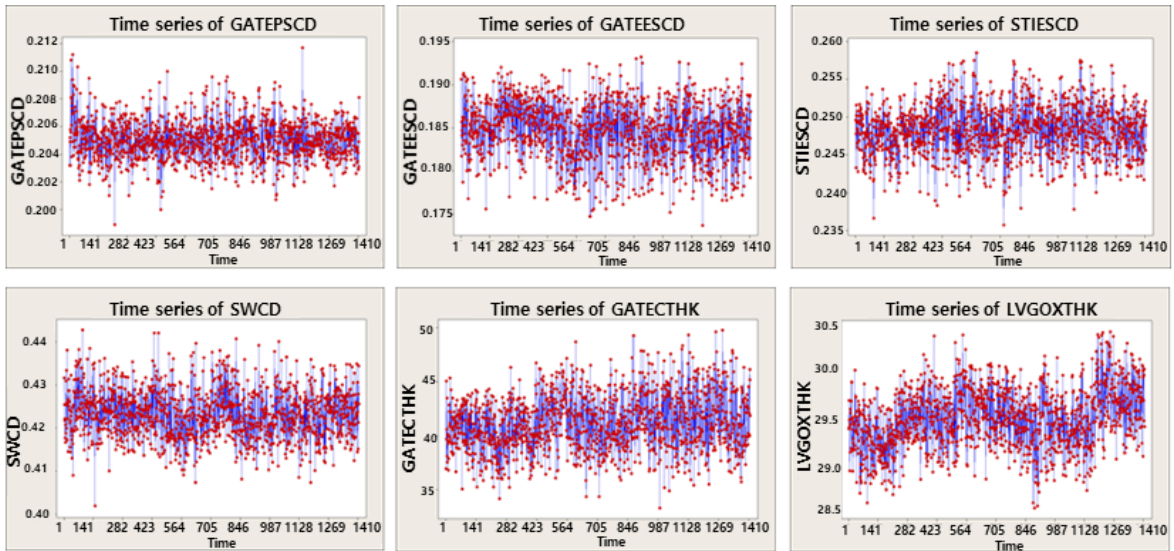 Time series of GATEPSCD
0.212
0.210
0.208
0.206
0.204
0.202
0.200
GATEPSCD
1 141 282 423 564 705 846 987 1128 1269 1410
Time
Time series of GATEESCD
0.195
0.190
0.185
0.180
0.175
GATEESCD
1 141 282 423 564 705 846 987 1128 1269 1410
Time
Time series of STIESCD
0.260
0.255
0.250
0.245
0.240
0.235
STIESCD
1 141 282 423 564 705 846 987 1128 1269 1410
Time
Time series of SWCD
0.44
0.43
0.42
0.41
0.40
SWCD
1 141 282 423 564 705 846 987 1128 1269 1410
Time
Time series of GATECTHK
50
45
40
35
GATECTHK
1 141 282 423 564 705 846 987 1128 1269 1410
Time
Time series of LVGOXTHK
30.5
30.0
29.5
29.0
28.5
LVGOXTHK
1 141 282 423 564 705 846 987 1128 1269 1410
Time